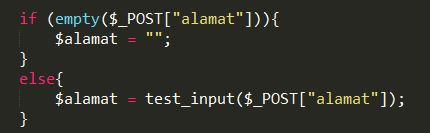 if (empty($_POST["alamat"])){
    $alamat = "";
}
else{
    $alamat = test_input($_POST["alamat"]);
}